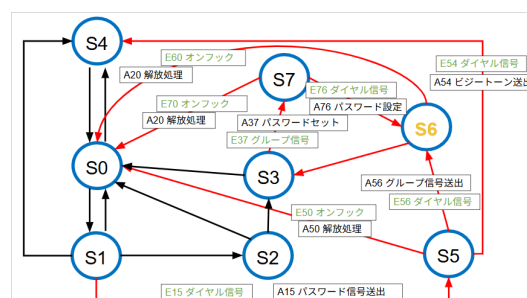 S4
E60 オンフック
A20 解放処理
E54 ダイヤル信号
A54 ビジートーン送出
S7
E70 オンフック
A20 解放処理
E76 ダイヤル信号
A76 パスワード設定
A37 パスワードセット
E37 グループ信号
S6
S0
S3
A56 グループ信号送出
E56 ダイヤル信号
E50 オンフック
A50 解放処理
S1
S2
S5
E15 ダイヤル信号
A15 パスワード信号送出